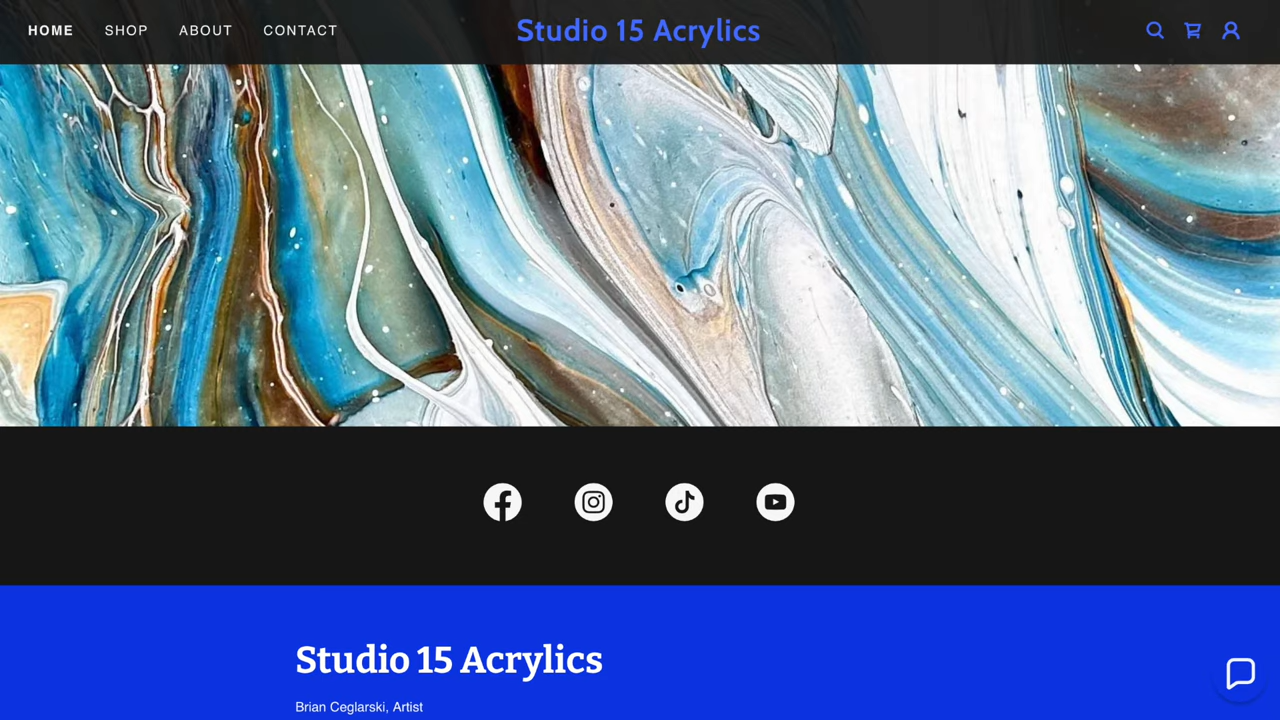 HOME SHOP ABOUT CONTACT Studio 15 Acrylics
Studio 15 Acrylics
Brian Ceglarski, Artist